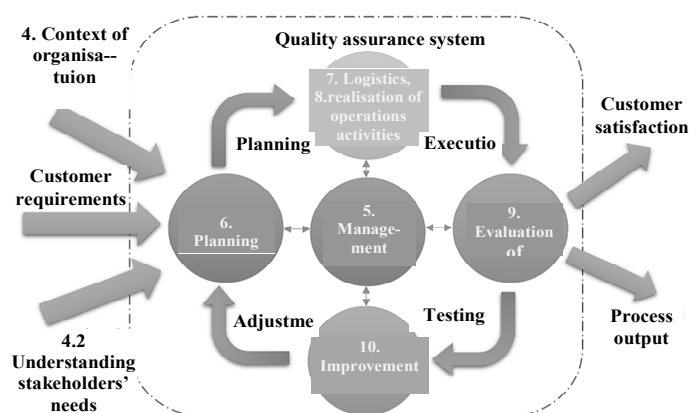 4. Context of
organisa--
tuion
Quality assurance system
7. Logistics,
8.realisation of
operations
activities
Planning
Executio
Customer
satisfaction
Customer
requirements
6.
Planning
5.
Manage-
ment
9.
Evaluation
of
4.2
Understanding
stakeholders’
needs
Adjustme
Testing
10.
Improvement
Process
output